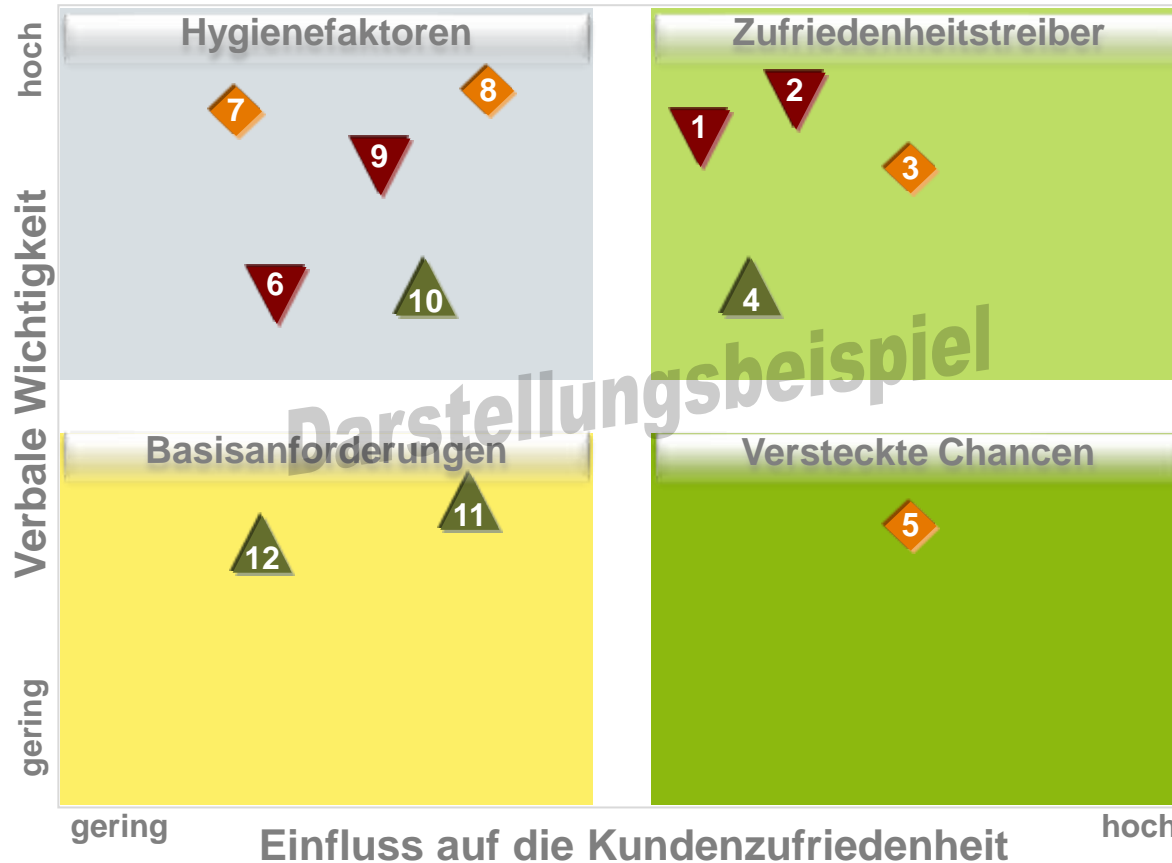 hoch
Verbale Wichtigkeit
gering
Hygienefaktoren
7
8
9
6
10
Zufriedenheitstreiber
2
1
3
4
Darstellungsbeispiel
Basisanforderungen
11
12
Versteckte Chancen
5
gering
Einfluss auf die Kundenzufriedenheit
hoch